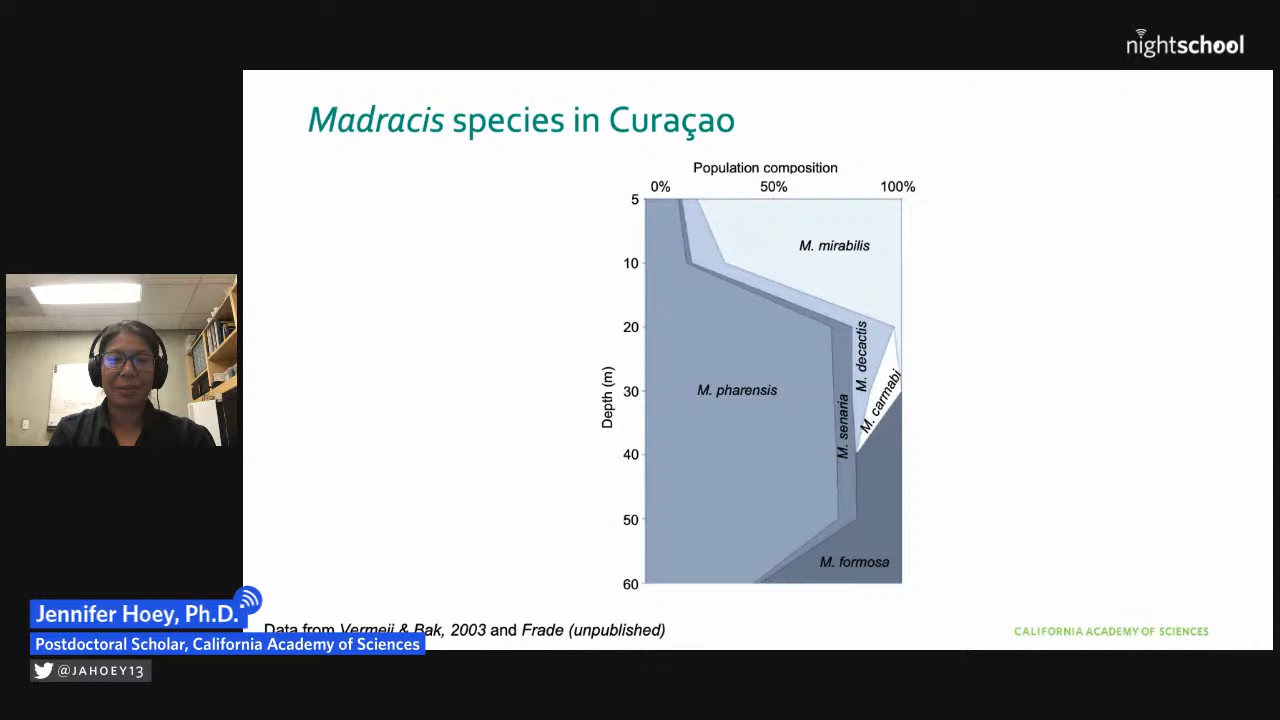 nightschool
Madracis species in Curaçao
Population composition
0% 50% 100%
5
10
20
30
40
50
60
Depth (m)
M. mirabilis
M. decactis
M. pharensis
M. carmabi
M. senaria
M. formosa
Data from Vermeij & Bak, 2003 and Frade (unpublished)
CALIFORNIA ACADEMY OF SCIENCES
Jennifer Hoey, Ph.D.
Postdoctoral Scholar, California Academy of Sciences
@JAHOEY13